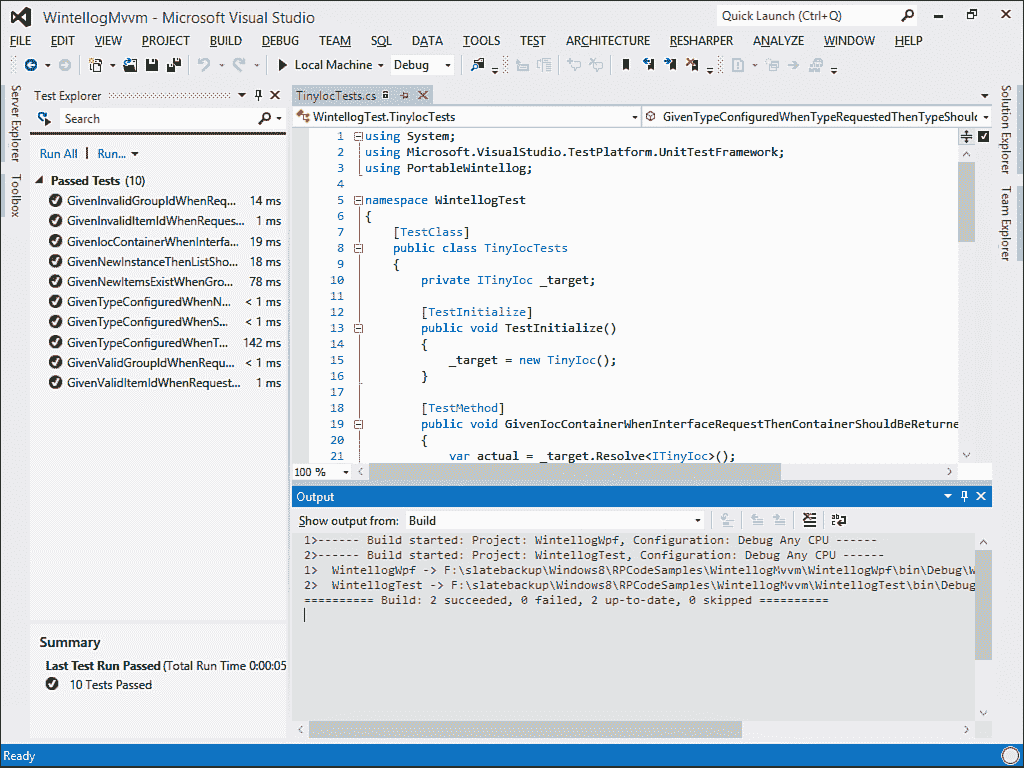 WintellogMvvm - Microsoft Visual Studio
Quick Launch (Ctrl+Q)
FILE EDIT VIEW PROJECT BUILD DEBUG TEAM SQL DATA TOOLS TEST ARCHITECTURE RESHARPER ANALYZE WINDOW HELP
Local Machine Debug
Server Explorer
Toolbox
Test Explorer
Search
Run All | Run...
Passed Tests (10)
GivenInvalidGroupIdWhenReq... 14 ms
GivenInvalidItemIdWhenReques... 1 ms
GivenIocContainerWhenInterfa... 19 ms
GivenNewInstanceThenListSho... 18 ms
GivenNewItemsExistWhenGro... 78 ms
GivenTypeConfiguredWhenN... < 1 ms
GivenTypeConfiguredWhenS... < 1 ms
GivenTypeConfiguredWhenT... 142 ms
GivenValidGroupIdWhenRequ... < 1 ms
GivenValidItemIdWhenRequest... 1 ms
Summary
Last Test Run Passed (Total Run Time 0:00:05
10 Tests Passed
TinyIocTests.cs
WintellogTest.TinyIocTests
GivenTypeConfiguredWhenTypeRequestedThenTypeShoul
1 using System;
2 using Microsoft.VisualStudio.TestPlatform.UnitTestFramework;
3 using PortableWintellog;
4
5 namespace WintellogTest
6 {
7 [TestClass]
8 public class TinyIocTests
9 {
10 private ITinyIoc _target;
11
12 [TestInitialize]
13 public void TestInitialize()
14 {
15 _target = new TinyIoc();
16 }
17
18 [TestMethod]
19 public void GivenIocContainerWhenInterfaceRequestThenContainerShouldBeReturne
20 {
21 var actual = _target.Resolve<ITinyIoc>();
100 %
Output
Show output from: Build
1>------ Build started: Project: WintellogWpf, Configuration: Debug Any CPU ------
2>------ Build started: Project: WintellogTest, Configuration: Debug Any CPU ------
1> WintellogWpf -> F:\slatebackup\Windows8\RPCodeSamples\WintellogMvvm\WintellogWpf\bin\Debug\W
2> WintellogTest -> F:\slatebackup\Windows8\RPCodeSamples\WintellogMvvm\WintellogTest\bin\Debug
========== Build: 2 succeeded, 0 failed, 2 up-to-date, 0 skipped ==========
Solution Explorer
Team Explorer
Ready